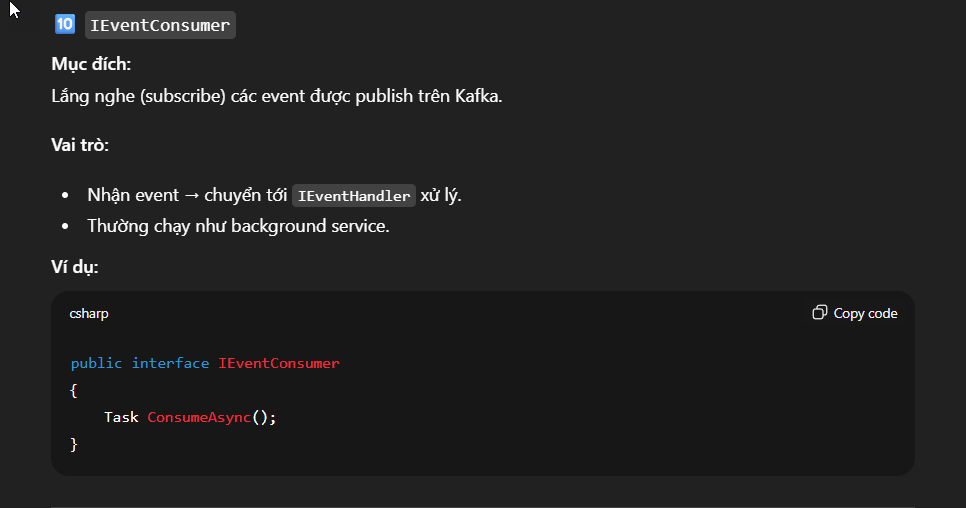 🔟 IEventConsumer
Mục đích:
Lắng nghe (subscribe) các event được publish trên Kafka.
Vai trò:
• Nhận event → chuyển tới IEventHandler xử lý.
• Thường chạy như background service.
Ví dụ:
csharp Copy code
public interface IEventConsumer
{
    Task ConsumeAsync();
}